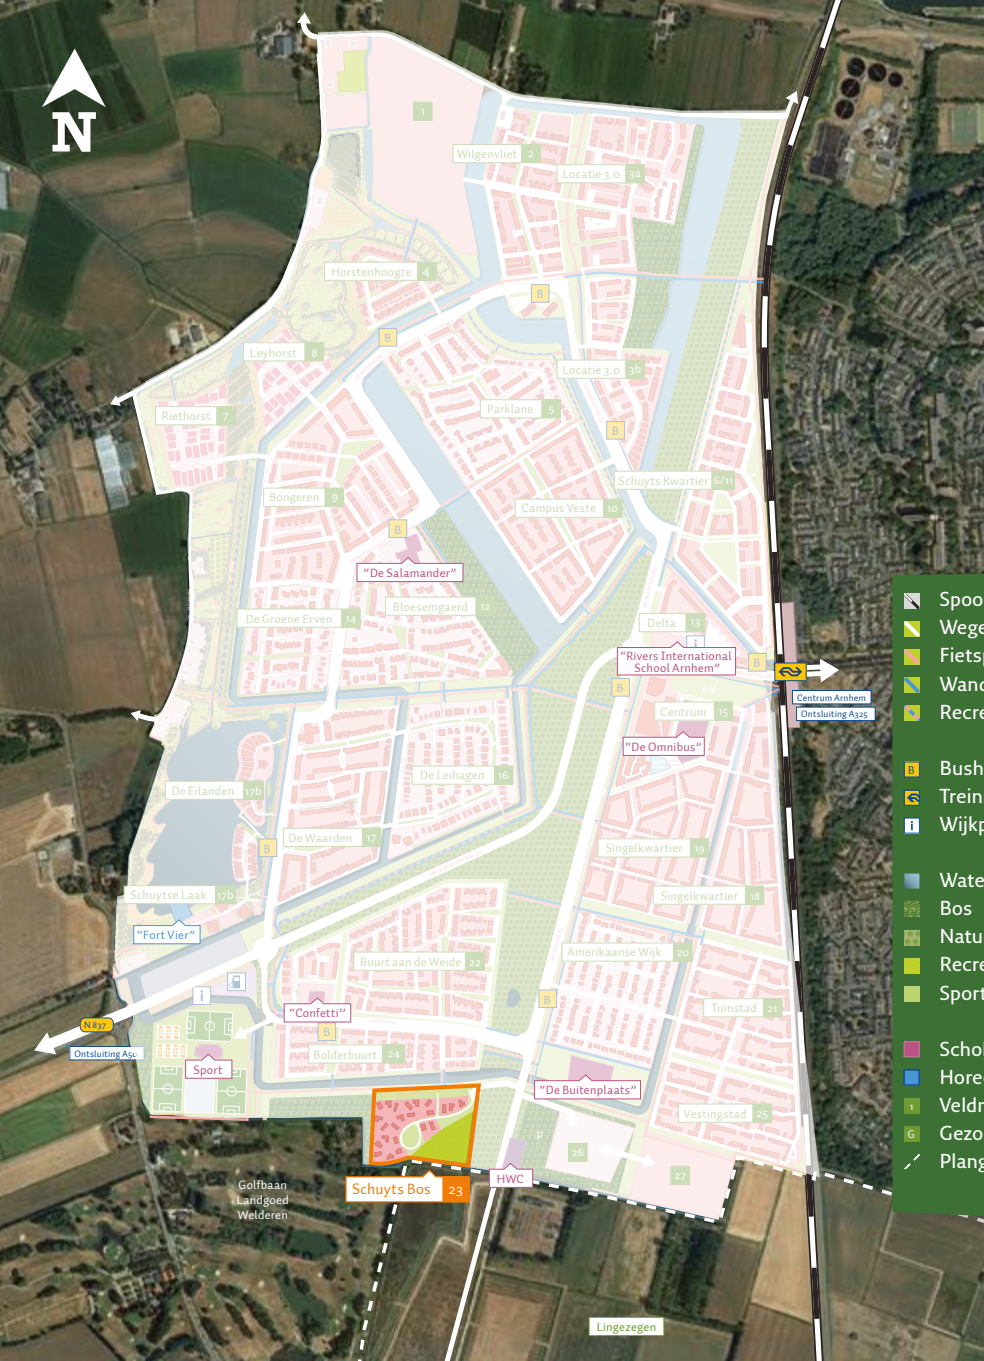 N
1
Wilgenvliet 2
Locatie 3.0 3a
Horstenhoogte 4
B
B
Leyhorst 8
Locatie 3.0 3b
Riethorst 7
Parklane 5
B
Schuyts Kwartier 6/11
Bongeren 9
Campus Veste 10
B
"De Salamander"
Bloesemgaerd 12
De Groene Erven 14
Delta 13
i
"Rivers International
School Arnhem"
B
B
Centrum Arnhem
Ontsluiting A325
Centrum 15
"De Omnibus"
De Leihagen 16
De Eilanden 17b
De Waarden 17
B
Singelkwartier 19
Schuytse Laak 17b
Singelkwartier 18
"Fort Vier"
Buurt aan de Weide 22
Amerikaanse Wijk 20
i
B
Tuinstad 21
"Confetti"
N 837
B
Ontsluiting A50
Bolderbuurt 24
Sport
"De Buitenplaats"
Vestingstad 25
P
26
27
HWC
Schuyts Bos 23
Golfbaan
Landgoed
Welderen
Lingezegen
Spoo
Wege
Fiets
Wand
Recre
B Bush
Trein
i Wijkp
Wate
Bos
Natu
Recre
Sport
Schol
Hore
1 Veldn
G Gezo
Plang